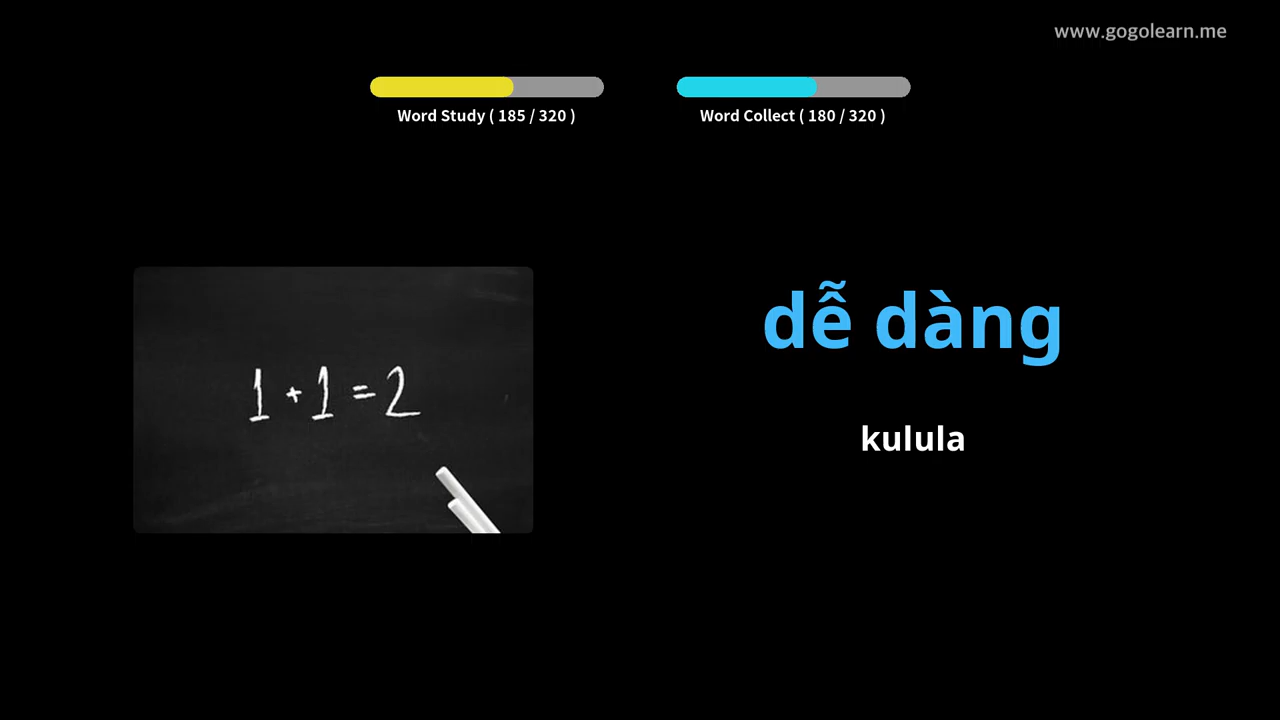 www.gogolearn.me
Word Study ( 185 / 320 )
Word Collect ( 180 / 320 )
1 + 1 = 2
dễ dàng
kulula